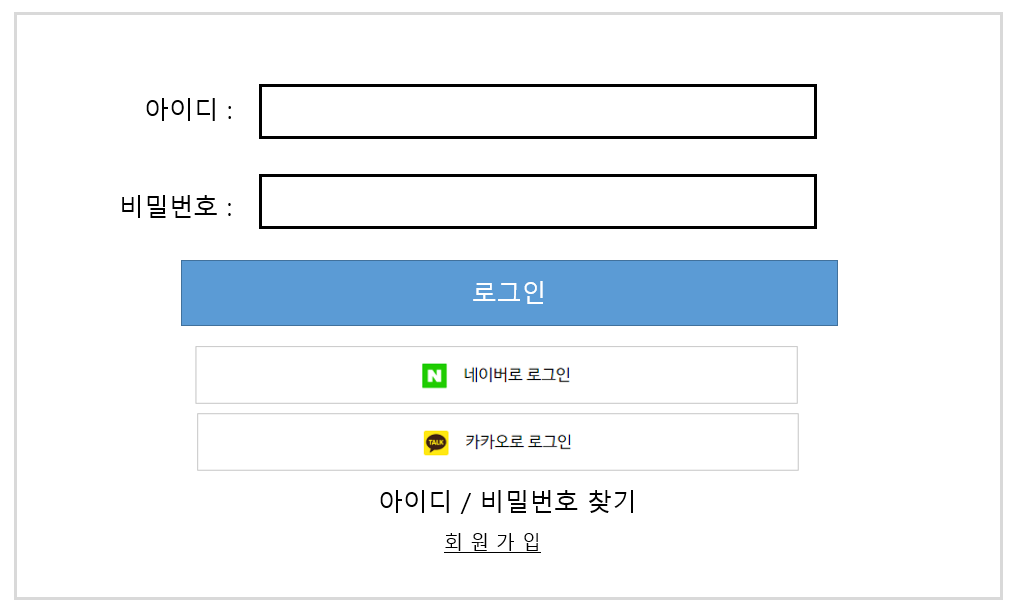 아이디 :
비밀번호 :
로그인
N 네이버로 로그인
TALK 카카오로 로그인
아이디 / 비밀번호 찾기
회 원 가 입